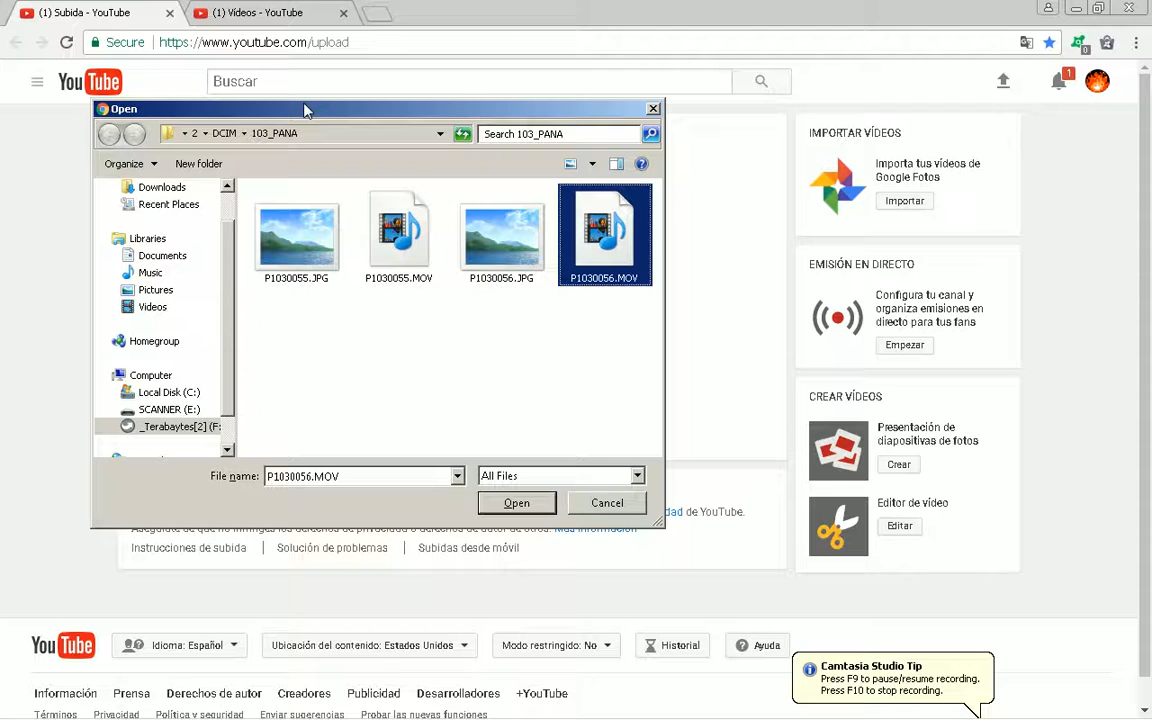 (1) Subida - YouTube
(1) Vídeos - YouTube
Secure
https://www.youtube.com/upload
0
YouTube
Buscar
1
Open
2 DCIM 103_PANA
Search 103_PANA
Organize
New folder
Downloads
Recent Places
Libraries
Documents
Music
Pictures
Videos
Homegroup
Computer
Local Disk (C:)
SCANNER (E:)
_Terabaytes[2] (F:
P1030055.JPG
P1030055.MOV
P1030056.JPG
P1030056.MOV
File name:
P1030056.MOV
All Files
Open
Cancel
IMPORTAR VÍDEOS
Importa tus vídeos de
Google Fotos
Importar
EMISIÓN EN DIRECTO
Configura tu canal y
organiza emisiones en
directo para tus fans
Empezar
CREAR VÍDEOS
Presentación de
diapositivas de fotos
Crear
Editor de vídeo
Editar
de YouTube.
Instrucciones de subida
Solución de problemas
Subidas desde móvil
YouTube
Idioma: Español
Ubicación del contenido: Estados Unidos
Modo restringido: No
Historial
Ayuda
Camtasia Studio Tip
Press F9 to pause/resume recording.
Press F10 to stop recording.
Información
Prensa
Derechos de autor
Creadores
Publicidad
Desarrolladores
+YouTube
Términos
Privacidad
Política y seguridad
Enviar sugerencias
Probar las nuevas funciones